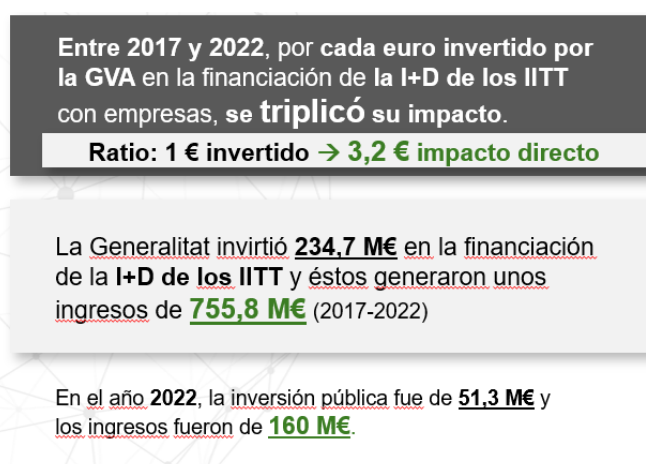 Entre 2017 y 2022, por cada euro invertido por
la GVA en la financiación de la I+D de los IITT
con empresas, se triplicó su impacto.
Ratio: 1 € invertido → 3,2 € impacto directo
La Generalitat invirtió 234,7 M€ en la financiación
de la I+D de los IITT y éstos generaron unos
ingresos de 755,8 M€ (2017-2022)
En el año 2022, la inversión pública fue de 51,3 M€ y
los ingresos fueron de 160 M€.